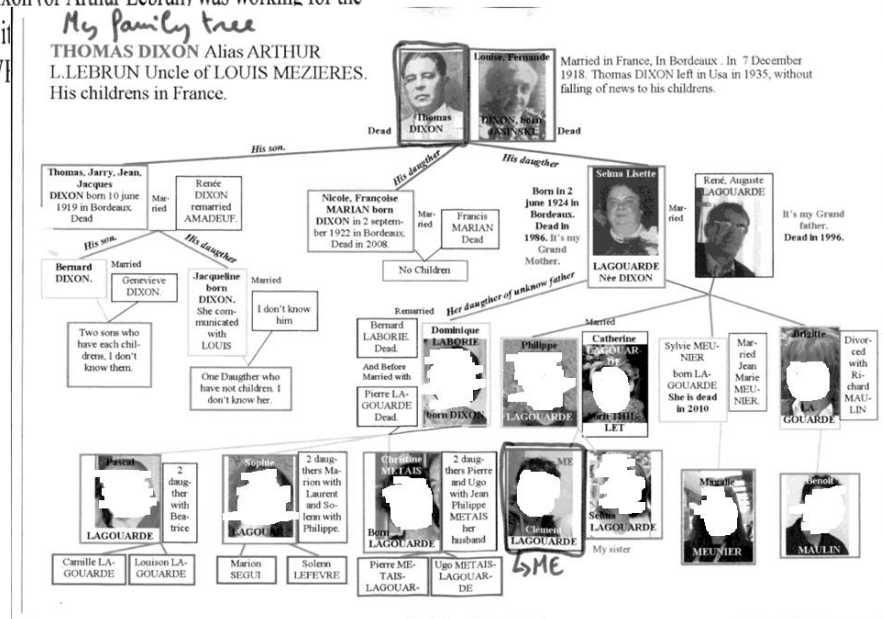 My family tree
THOMAS DIXON Alias ARTHUR
L.LEBRUN Uncle of LOUIS MEZIERES.
His childrens in France.
Thomas
DIXON
Dead
Louise, Fernande
DIXON, born
JASINSKI.
Dead
Married in France, In Bordeaux . In 7 December
1918. Thomas DIXON left in Usa in 1935, without
falling of news to his childrens.
His son.
His daugther
His daugther
Thomas, Jarry, Jean,
Jacques
DIXON born 10 june
1919 in Bordeaux.
Dead
Mar-
ried
Renée
DIXON
remarried
AMADEUF.
Nicole, Françoise
MARIAN born
DIXON in 2 septem-
ber 1922 in Bordeaux.
Dead in 2008.
Mar-
ried
Francis
MARIAN
Dead
No Children
Born in 2
june 1924 in
Bordeaux.
Dead in
1986. It's my
Grand
Mother.
Selma Lisette
LAGOUARDE
Née DIXON
Mar-
ried
René, Auguste
LAGOUARDE
It's my Grand
father.
Dead in 1996.
His son.
His daugther
Bernard
DIXON.
Married
Genevieve
DIXON.
Two sons who
have each chil-
drens, I don't
know them.
Jacqueline
born
DIXON.
She com-
municated
with
LOUIS
Married
I don't know
him
One Daugther who
have not children. I
don't know her.
Her daugther of unknow father
Remarried
Bernard
LABORIE.
Dead.
And Before
Married with
Pierre LA-
GOUARDE
Dead.
Dominique
LABORIE
born DIXON
Philippe
LAGOUARDE
Married
Catherine
LAGOUAR-
DE
born THIL-
LET
Sylvie MEU-
NIER
born LA-
GOUARDE
She is dead
in 2010
Mar-
ried
Jean
Marie
MEU-
NIER.
Brigitte
LA
GOUARDE
Divor-
ced
with
Ri-
chard
MAU-
LIN
Pascal
LAGOUARDE
2
daug-
ther
with
Bea-
trice
Camille LA-
GOUARDE
Louison LA-
GOUARDE
Sophie
LAGOUAR
2 daug-
thers Ma-
rion with
Laurent
and So-
lenn with
Philippe.
Marion
SEGUI
Solenn
LEFEVRE
Christine
METAIS
Born
LAGOUARDE
2 daug-
thers Pierre
and Ugo
with Jean
Philippe
METAIS
her
husband
Pierre ME-
TAIS-
LAGOUAR-
Ugo METAIS-
LAGOUAR-
DE
ME
Clément
LAGOUARDE
ME
Selma
LAGOUARDE
My sister
Magalie
MEUNIER
Benoit
MAULIN